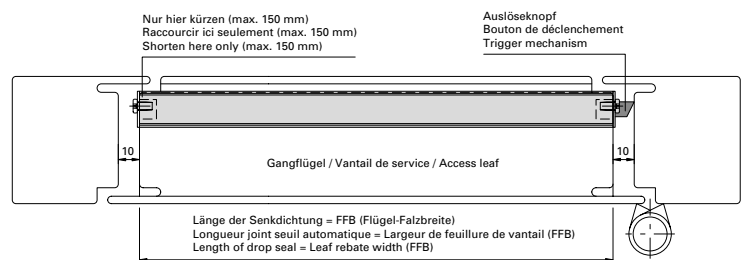 Nur hier kürzen (max. 150 mm)
Raccourcir ici seulement (max. 150 mm)
Shorten here only (max. 150 mm)
Auslöseknopf
Bouton de déclenchement
Trigger mechanism
10
10
Gangflügel / Vantail de service / Access leaf
Länge der Senkdichtung = FFB (Flügel-Falzbreite)
Longueur joint seuil automatique = Largeur de feuillure de vantail (FFB)
Length of drop seal = Leaf rebate width (FFB)